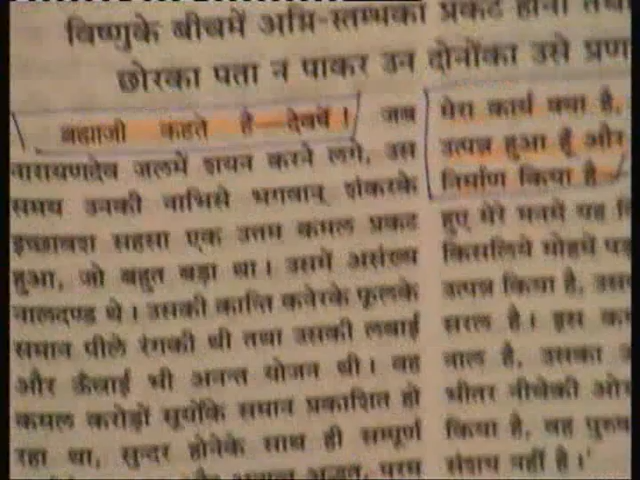 विष्णुके बीचमें अग्नि-स्तम्भका प्रकट होना तथा
छोरका पता न पाकर उन दोनोंका उसे प्रण
ब्रह्माजी कहते हैं—देवर्षे! जब
नारायणदेव जलमें शयन करने लगे, उस
समय उनकी नाभिसे भगवान् शंकरके
इच्छावश सहसा एक उत्तम कमल प्रकट
हुआ, जो बहुत बड़ा था। उसमें असंख्य
नालदण्ड थे। उसकी कान्ति कनेरके फूलके
समान पीले रंगकी थी तथा उसकी लंबाई
और ऊँचाई भी अनन्त योजन थी। वह
कमल करोड़ों सूर्योंके समान प्रकाशित हो
रहा था, सुन्दर होनेके साथ ही सम्पूर्ण
परम
मेरा कार्य क्या है,
उत्पन्न हुआ हूँ और
निर्माण किया है—
हुए मेरे मनमें यह
किसलिये मोहमें पड़
उत्पन्न किया है, उस
सरल है। इस क
नाल है, उसका
भीतर नीचेकी ओ
किया है, वह पुरु
संशय नहीं है।'